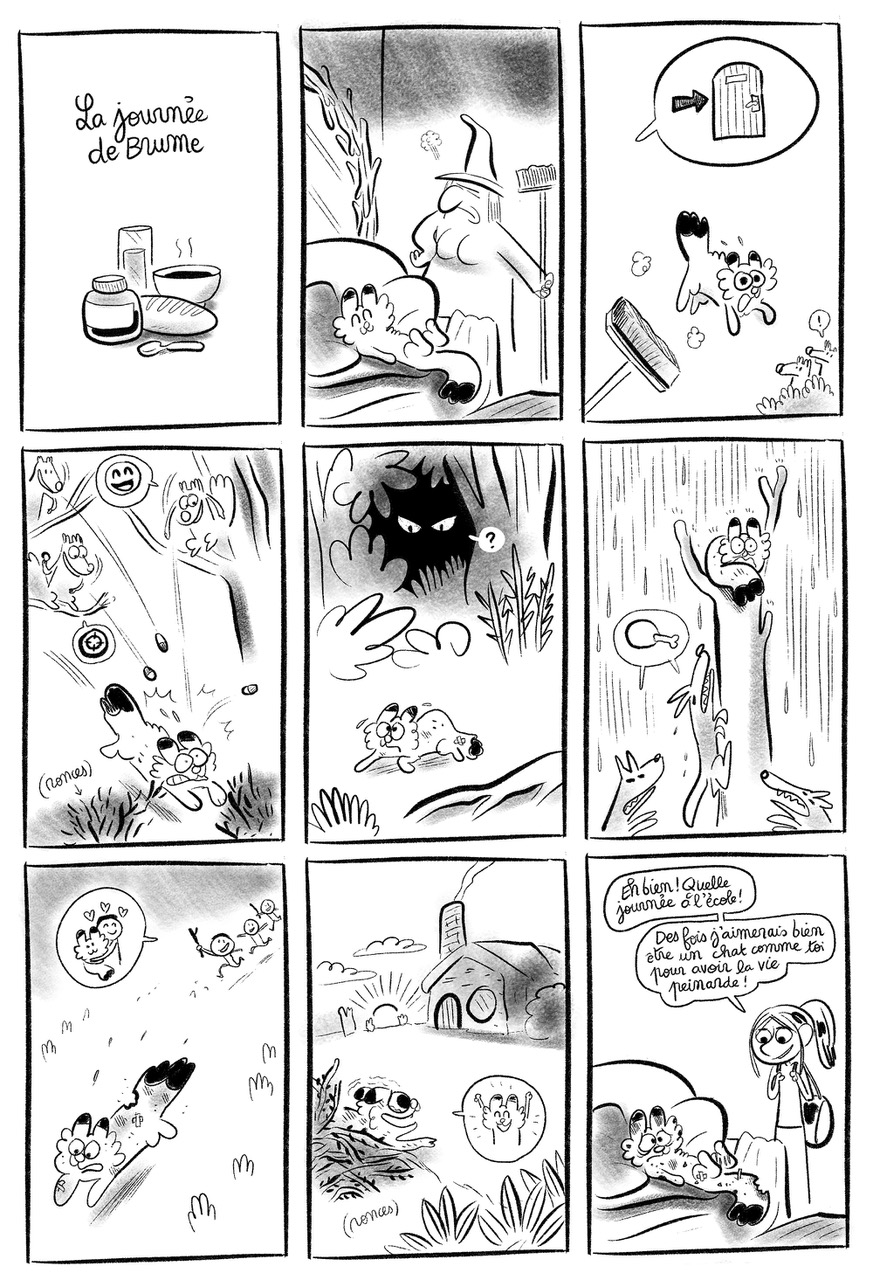 La journée
de Brume
!
(ronces)
?
(ronces)
Eh bien! Quelle
journée à l'école!
Des fois j'aimerais bien
être un chat comme toi
pour avoir la vie
peinarde!